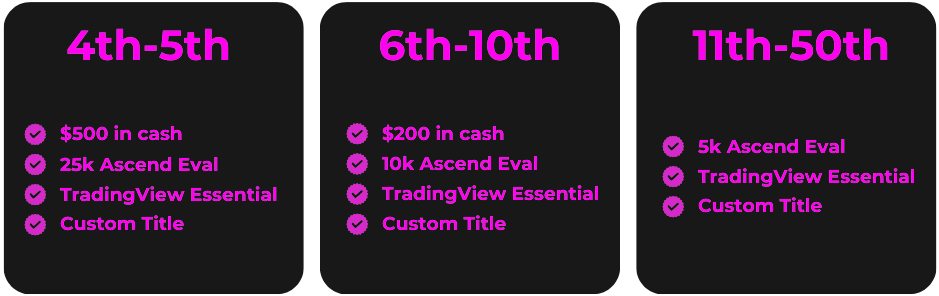 4th-5th
$500 in cash
25k Ascend Eval
TradingView Essential
Custom Title
6th-10th
$200 in cash
10k Ascend Eval
TradingView Essential
Custom Title
11th-50th
5k Ascend Eval
TradingView Essential
Custom Title